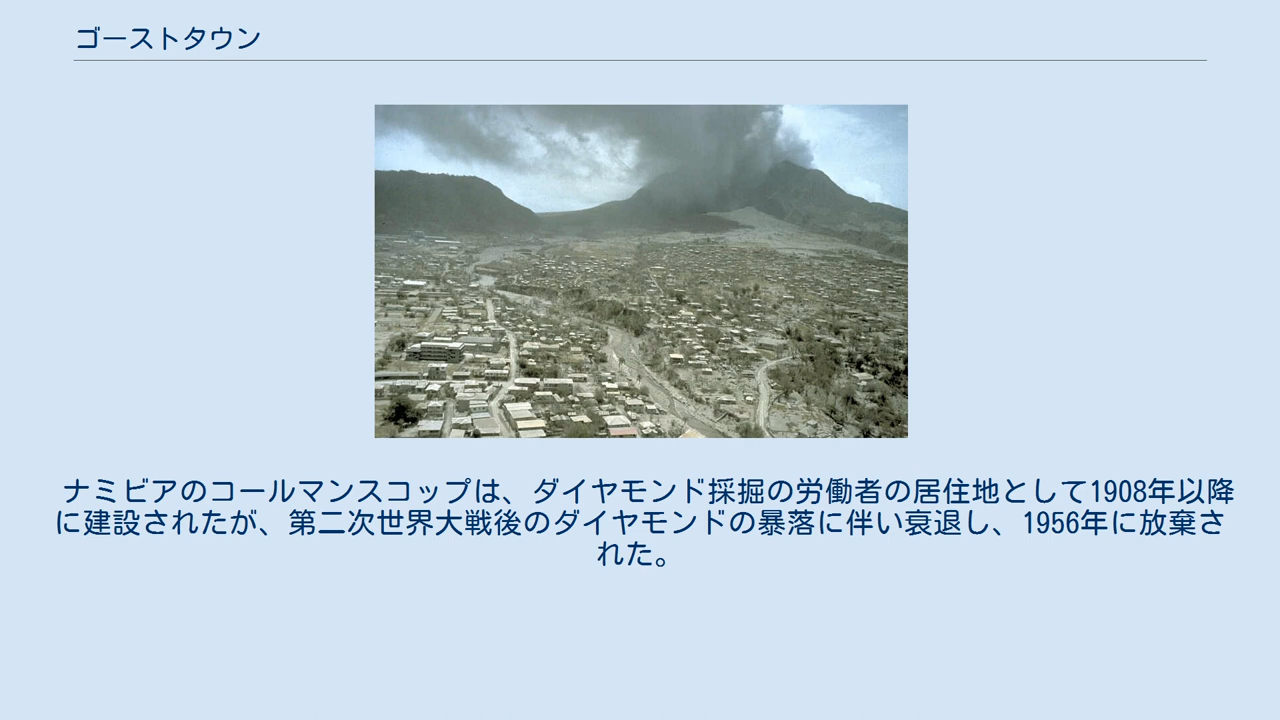 ゴーストタウン
ナミビアのコールマンスコップは、ダイヤモンド採掘の労働者の居住地として1908年以降
に建設されたが、第二次世界大戦後のダイヤモンドの暴落に伴い衰退し、1956年に放棄さ
れた。